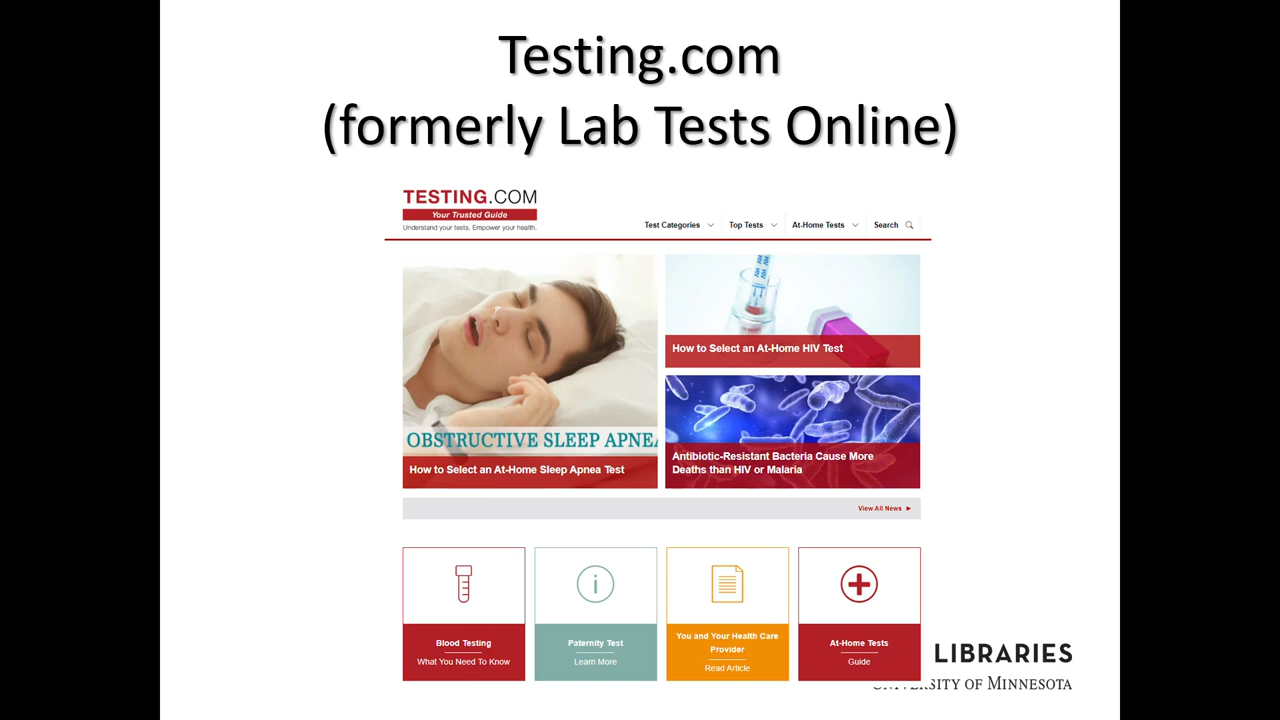 Testing.com
(formerly Lab Tests Online)
TESTING.COM
Your Trusted Guide
Understand your tests. Empower your health.
Test Categories
Top Tests
At-Home Tests
Search
OBSTRUCTIVE SLEEP APNEA
How to Select an At-Home Sleep Apnea Test
How to Select an At-Home HIV Test
Antibiotic-Resistant Bacteria Cause More
Deaths than HIV or Malaria
View All News
Blood Testing
What You Need To Know
Paternity Test
Learn More
You and Your Health Care
Provider
Read Article
At-Home Tests
Guide
LIBRARIES
UNIVERSITY OF MINNESOTA